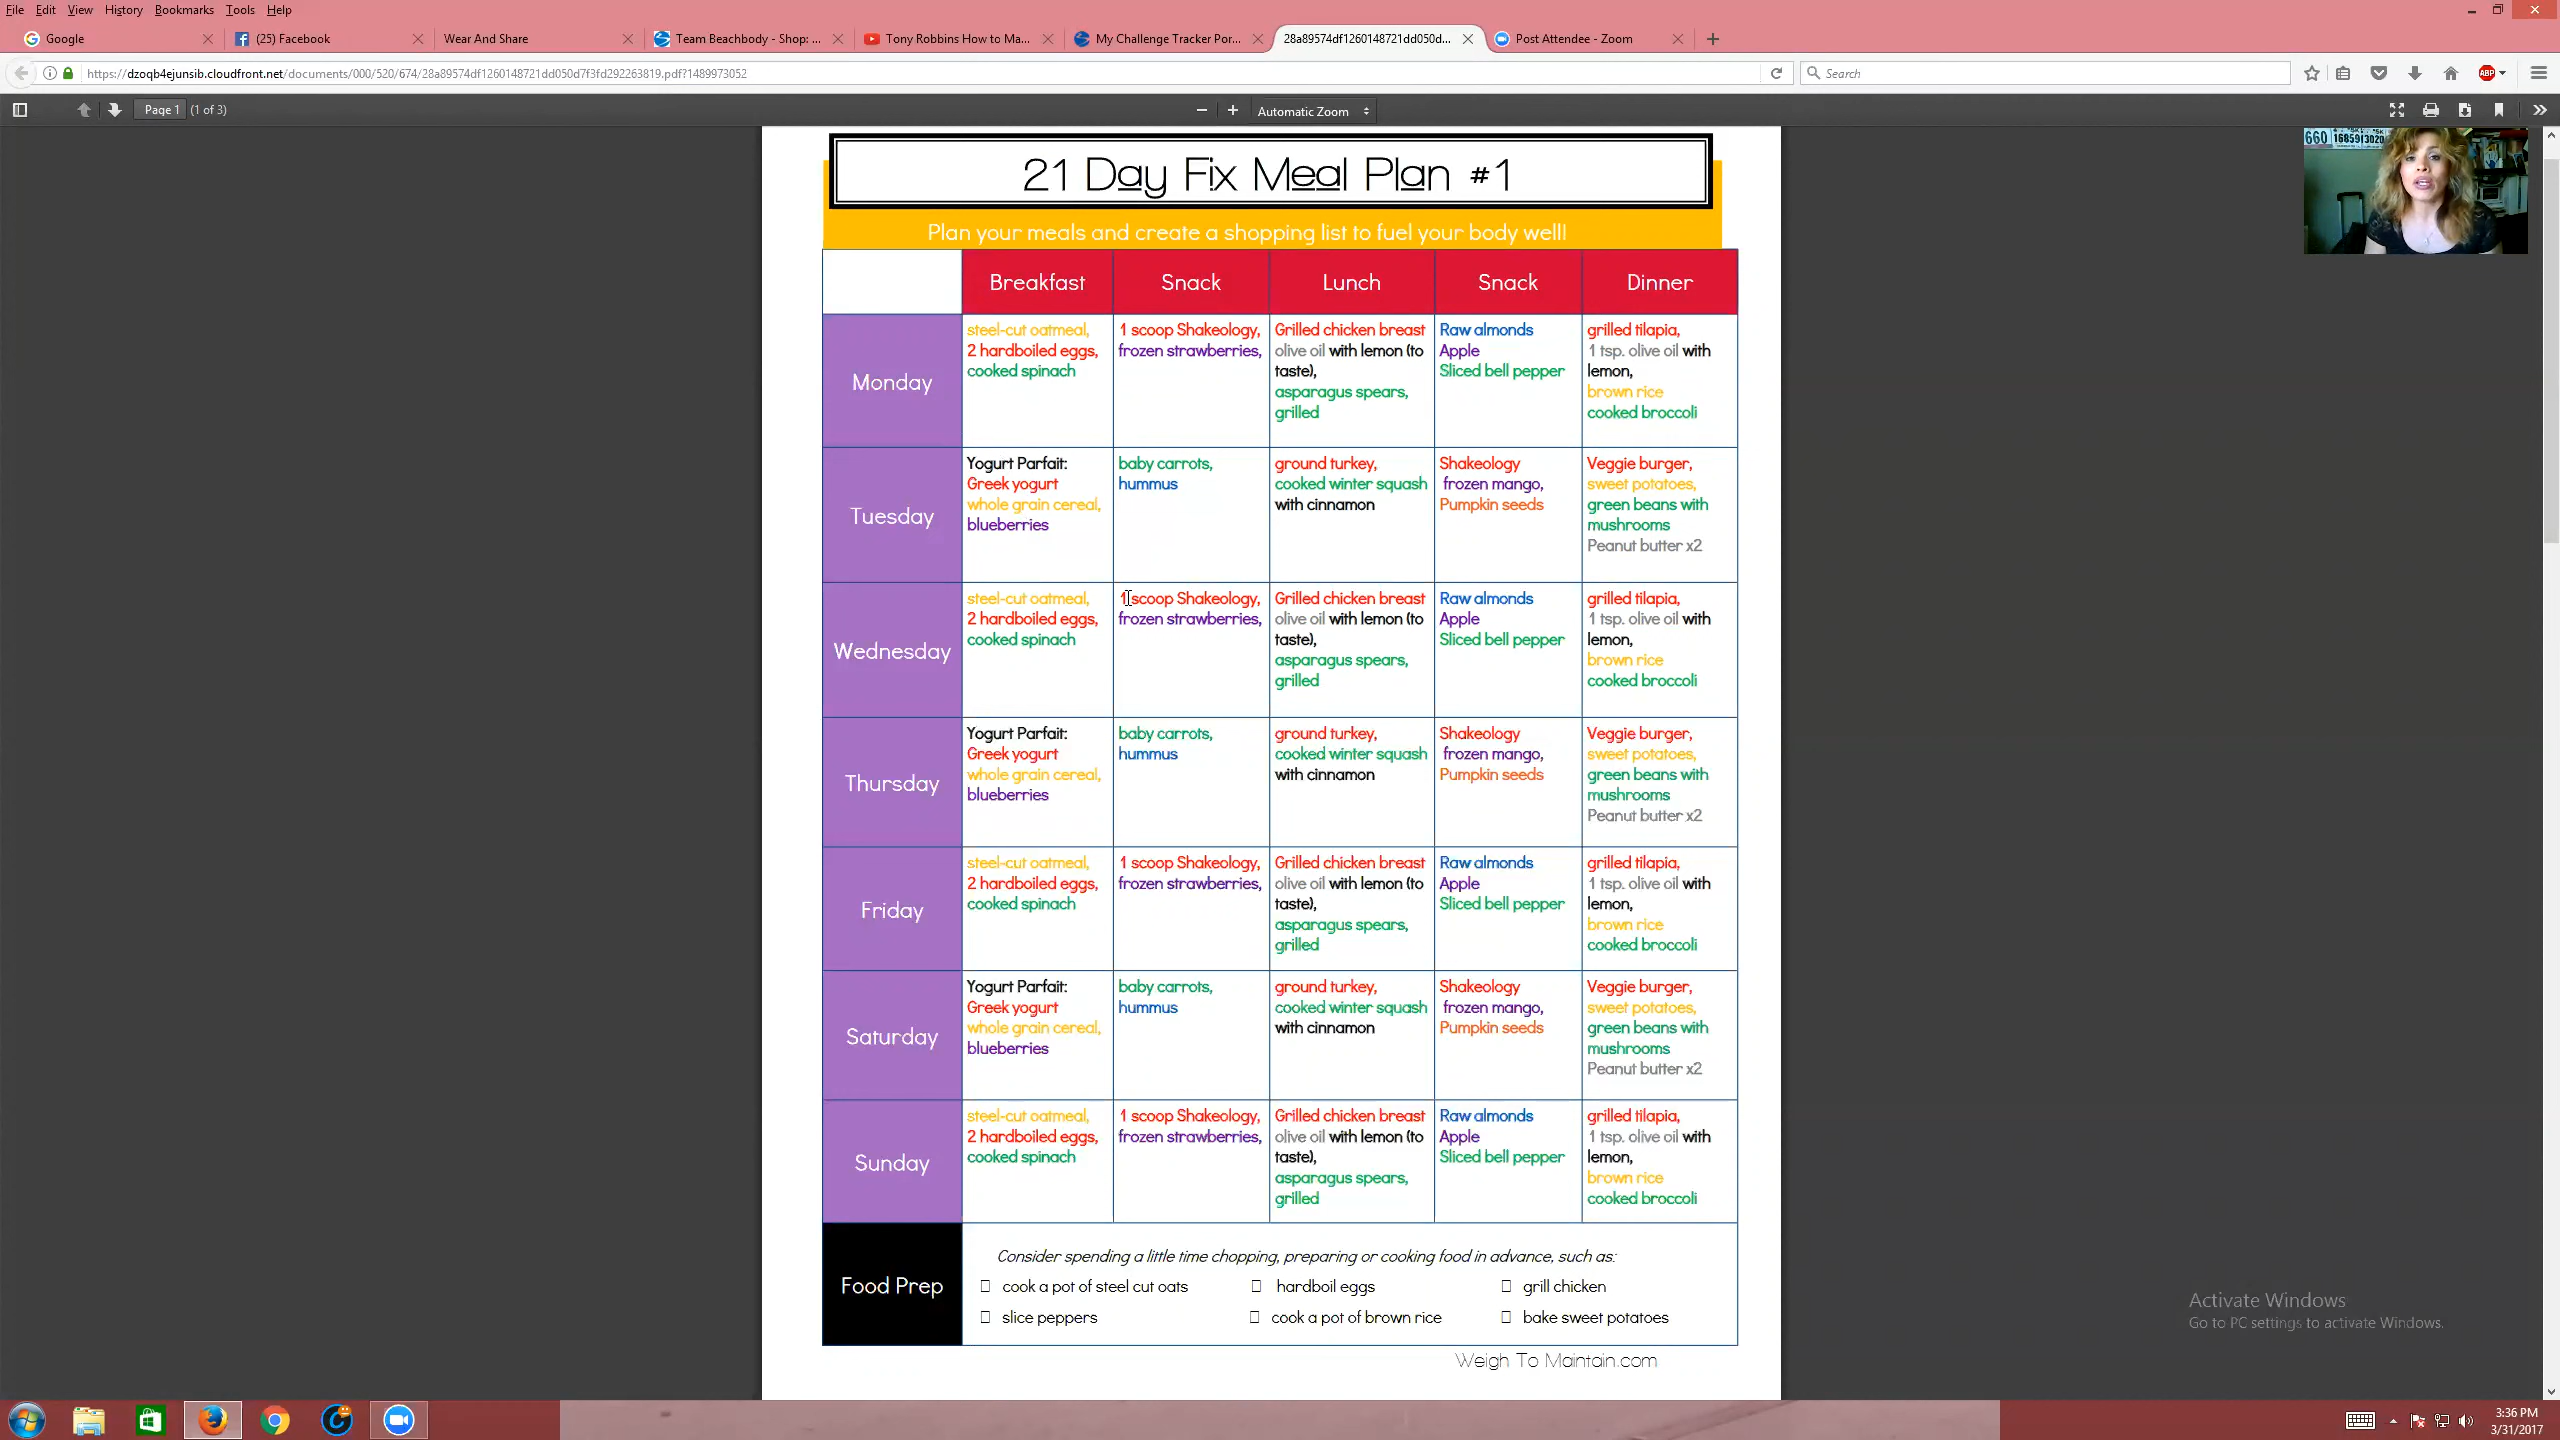 File Edit View History Bookmarks Tools Help
Google
(25) Facebook
Wear And Share
Team Beachbody - Shop: ...
Tony Robbins How to Ma...
My Challenge Tracker Por...
28a89574df1260148721dd050d...
Post Attendee - Zoom
https://dzoqb4ejunsib.cloudfront.net/documents/000/520/674/28a89574df1260148721dd050d7f3fd292263819.pdf?1489973052
Search
ABP
Page 1 (1 of 3)
Automatic Zoom
21 Day Fix Meal Plan #1
Plan your meals and create a shopping list to fuel your body well!
Breakfast Snack Lunch Snack Dinner
Monday
steel-cut oatmeal,
2 hardboiled eggs,
cooked spinach
1 scoop Shakeology,
frozen strawberries,
Grilled chicken breast
olive oil with lemon (to
taste),
asparagus spears,
grilled
Raw almonds
Apple
Sliced bell pepper
grilled tilapia,
1 tsp. olive oil with
lemon,
brown rice
cooked broccoli
Tuesday
Yogurt Parfait:
Greek yogurt
whole grain cereal,
blueberries
baby carrots,
hummus
ground turkey,
cooked winter squash
with cinnamon
Shakeology
frozen mango,
Pumpkin seeds
Veggie burger,
sweet potatoes,
green beans with
mushrooms
Peanut butter x2
Wednesday
steel-cut oatmeal,
2 hardboiled eggs,
cooked spinach
1 scoop Shakeology,
frozen strawberries,
Grilled chicken breast
olive oil with lemon (to
taste),
asparagus spears,
grilled
Raw almonds
Apple
Sliced bell pepper
grilled tilapia,
1 tsp. olive oil with
lemon,
brown rice
cooked broccoli
Thursday
Yogurt Parfait:
Greek yogurt
whole grain cereal,
blueberries
baby carrots,
hummus
ground turkey,
cooked winter squash
with cinnamon
Shakeology
frozen mango,
Pumpkin seeds
Veggie burger,
sweet potatoes,
green beans with
mushrooms
Peanut butter x2
Friday
steel-cut oatmeal,
2 hardboiled eggs,
cooked spinach
1 scoop Shakeology,
frozen strawberries,
Grilled chicken breast
olive oil with lemon (to
taste),
asparagus spears,
grilled
Raw almonds
Apple
Sliced bell pepper
grilled tilapia,
1 tsp. olive oil with
lemon,
brown rice
cooked broccoli
Saturday
Yogurt Parfait:
Greek yogurt
whole grain cereal,
blueberries
baby carrots,
hummus
ground turkey,
cooked winter squash
with cinnamon
Shakeology
frozen mango,
Pumpkin seeds
Veggie burger,
sweet potatoes,
green beans with
mushrooms
Peanut butter x2
Sunday
steel-cut oatmeal,
2 hardboiled eggs,
cooked spinach
1 scoop Shakeology,
frozen strawberries,
Grilled chicken breast
olive oil with lemon (to
taste),
asparagus spears,
grilled
Raw almonds
Apple
Sliced bell pepper
grilled tilapia,
1 tsp. olive oil with
lemon,
brown rice
cooked broccoli
Food Prep
Consider spending a little time chopping, preparing or cooking food in advance, such as:
cook a pot of steel cut oats
hardboil eggs
grill chicken
slice peppers
cook a pot of brown rice
bake sweet potatoes
Weigh To Maintain.com
Activate Windows
Go to PC settings to activate Windows.
3:36 PM
3/31/2017